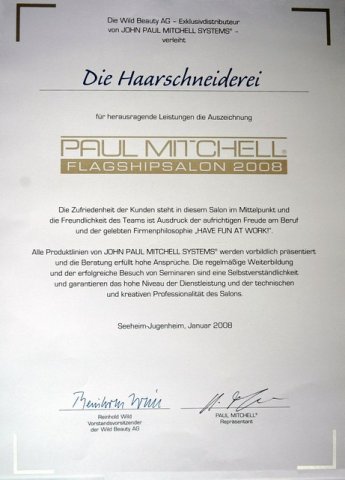 Die Wild Beauty AG – Exklusivdistributeur
von JOHN PAUL MITCHELL SYSTEMS® –
verleiht
Die Haarschneiderei
für herausragende Leistungen die Auszeichnung
PAUL MITCHELL®
FLAGSHIPSALON 2008
Die Zufriedenheit der Kunden steht in diesem Salon im Mittelpunkt und
die Freundlichkeit des Teams ist Ausdruck der aufrichtigen Freude am Beruf
und der gelebten Firmenphilosophie „HAVE FUN AT WORK!".
Alle Produktlinien von JOHN PAUL MITCHELL SYSTEMS® werden vorbildlich präsentiert
und die Beratung erfüllt hohe Ansprüche. Die regelmäßige Weiterbildung
und der erfolgreiche Besuch von Seminaren sind eine Selbstverständlichkeit
und garantieren das hohe Niveau der Dienstleistung und der technischen
und kreativen Professionalität des Salons.
Seeheim-Jugenheim, Januar 2008
Reinhold Wild
Reinhold Wild
Vorstandsvorsitzender
der Wild Beauty AG
PAUL MITCHELL®
Repräsentant